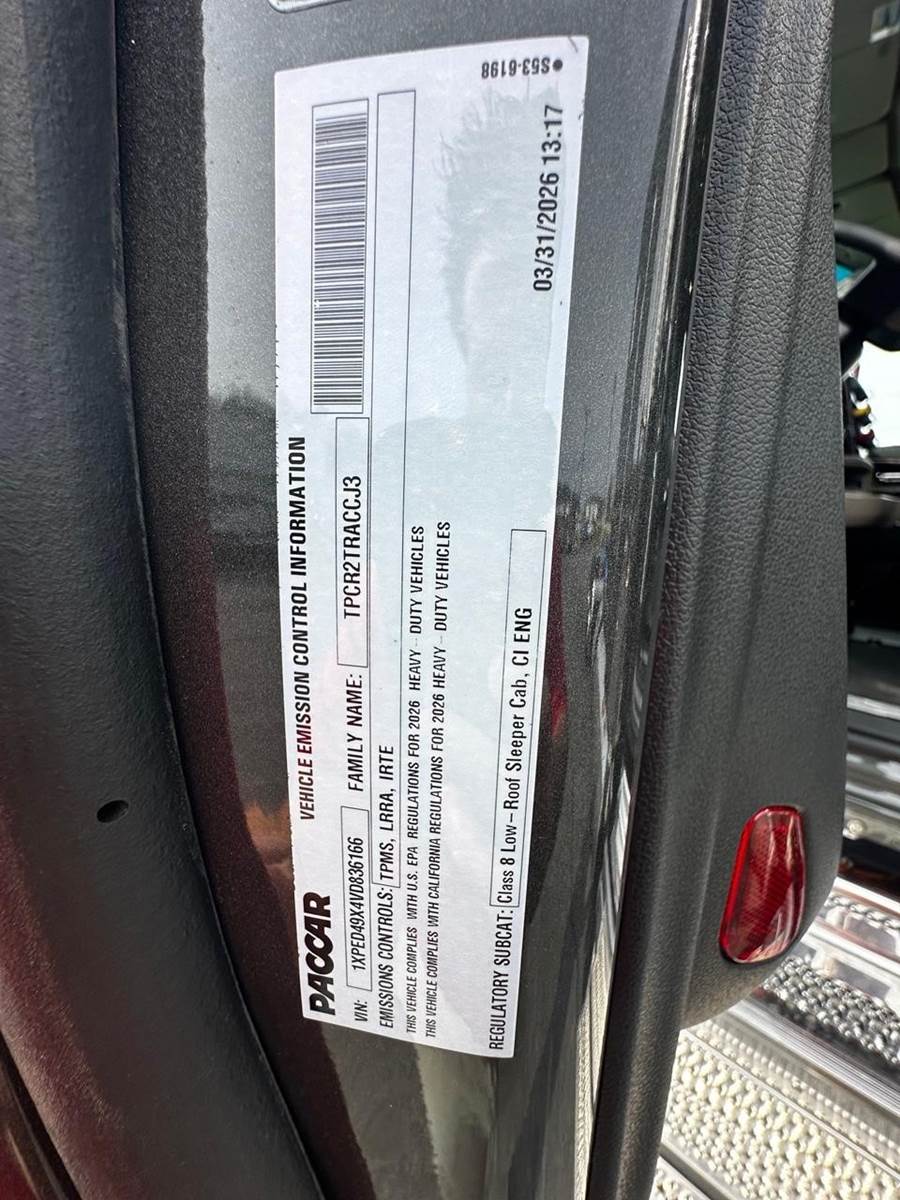 PACCAR VEHICLE EMISSION CONTROL INFORMATION
VIN: 1XPED49X4VD836166 FAMILY NAME: TPCR2TRACCJ3
EMISSIONS CONTROLS: TPMS, LRRA, IRTE
THIS VEHICLE COMPLIES WITH U.S. EPA REGULATIONS FOR 2026 HEAVY-DUTY VEHICLES
THIS VEHICLE COMPLIES WITH CALIFORNIA REGULATIONS FOR 2026 HEAVY-DUTY VEHICLES
REGULATORY SUBCAT: Class 8 Low-Roof Sleeper Cab, CI ENG
03/31/2026 13:17
●S53-6198